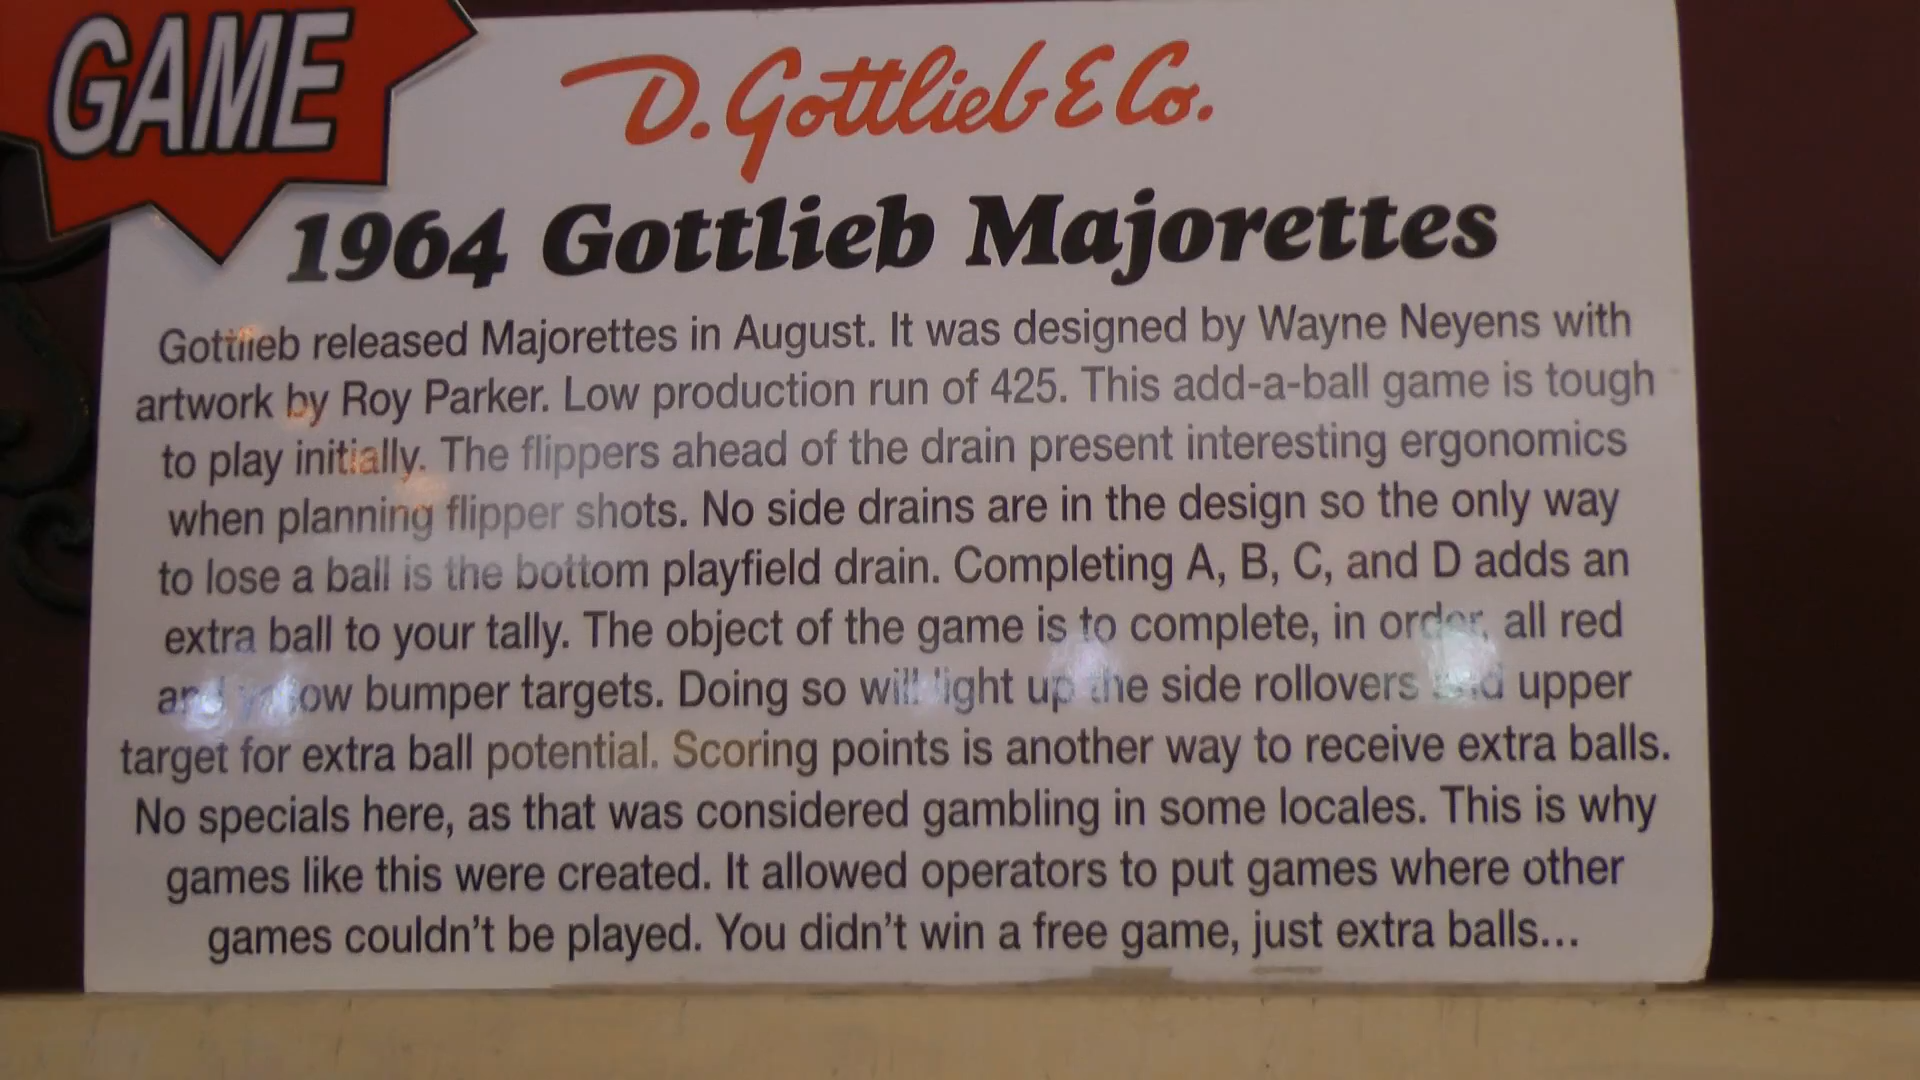 GAME
D. Gottlieb & Co.
1964 Gottlieb Majorettes
Gottlieb released Majorettes in August. It was designed by Wayne Neyens with
artwork by Roy Parker. Low production run of 425. This add-a-ball game is tough
to play initially. The flippers ahead of the drain present interesting ergonomics
when planning flipper shots. No side drains are in the design so the only way
to lose a ball is the bottom playfield drain. Completing A, B, C, and D adds an
extra ball to your tally. The object of the game is to complete, in order, all red
and yellow bumper targets. Doing so will light up the side rollovers and upper
target for extra ball potential. Scoring points is another way to receive extra balls.
No specials here, as that was considered gambling in some locales. This is why
games like this were created. It allowed operators to put games where other
games couldn't be played. You didn't win a free game, just extra balls...